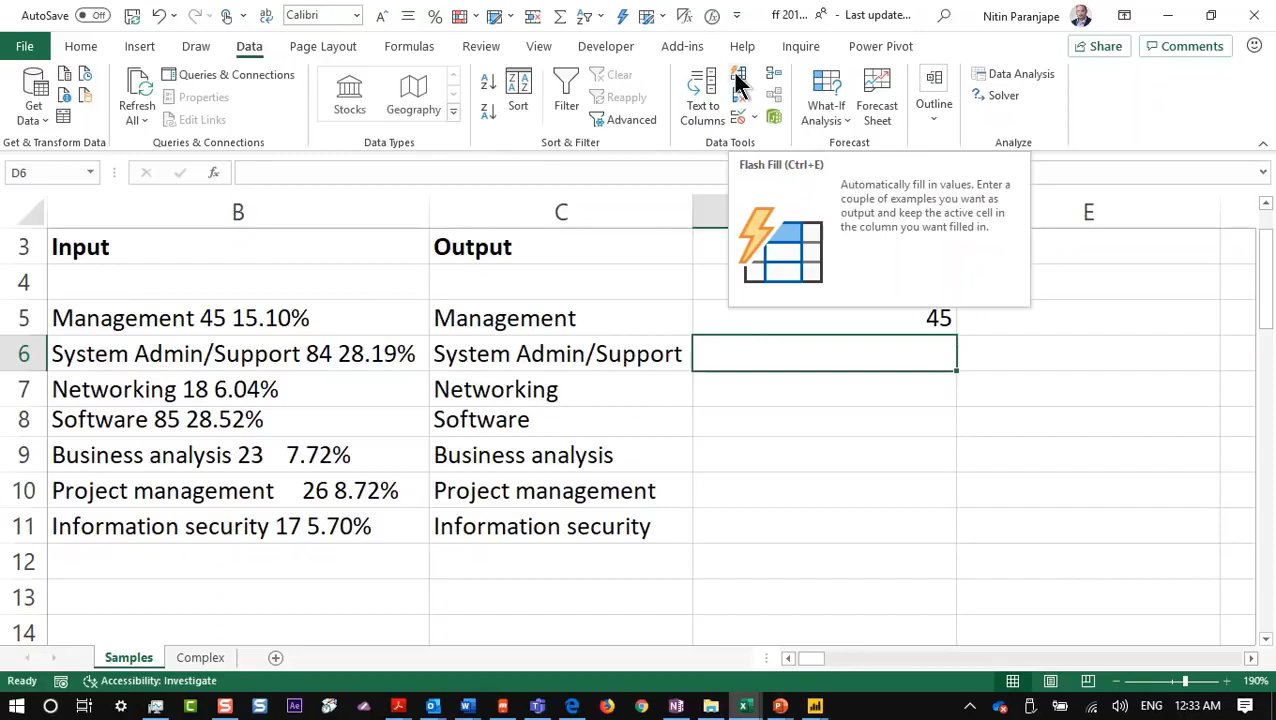 AutoSave Off
Calibri
ff 201... - Last update...
Nitin Paranjape
File Home Insert Draw Data Page Layout Formulas Review View Developer Add-ins Help Inquire Power Pivot
Share Comments
Get Data
Refresh All
Queries & Connections
Properties
Edit Links
Stocks
Geography
Sort
Filter
Clear
Reapply
Advanced
Text to Columns
What-If Analysis
Forecast Sheet
Outline
Data Analysis
Solver
Get & Transform Data Queries & Connections Data Types Sort & Filter Data Tools Forecast Analyze
D6 fx
Flash Fill (Ctrl+E)
Automatically fill in values. Enter a
couple of examples you want as
output and keep the active cell in
the column you want filled in.
B C E
3 Input Output
4
5 Management 45 15.10% Management 45
6 System Admin/Support 84 28.19% System Admin/Support
7 Networking 18 6.04% Networking
8 Software 85 28.52% Software
9 Business analysis 23 7.72% Business analysis
10 Project management 26 8.72% Project management
11 Information security 17 5.70% Information security
12
13
14
Samples Complex
Ready Accessibility: Investigate 190%
12:33 AM